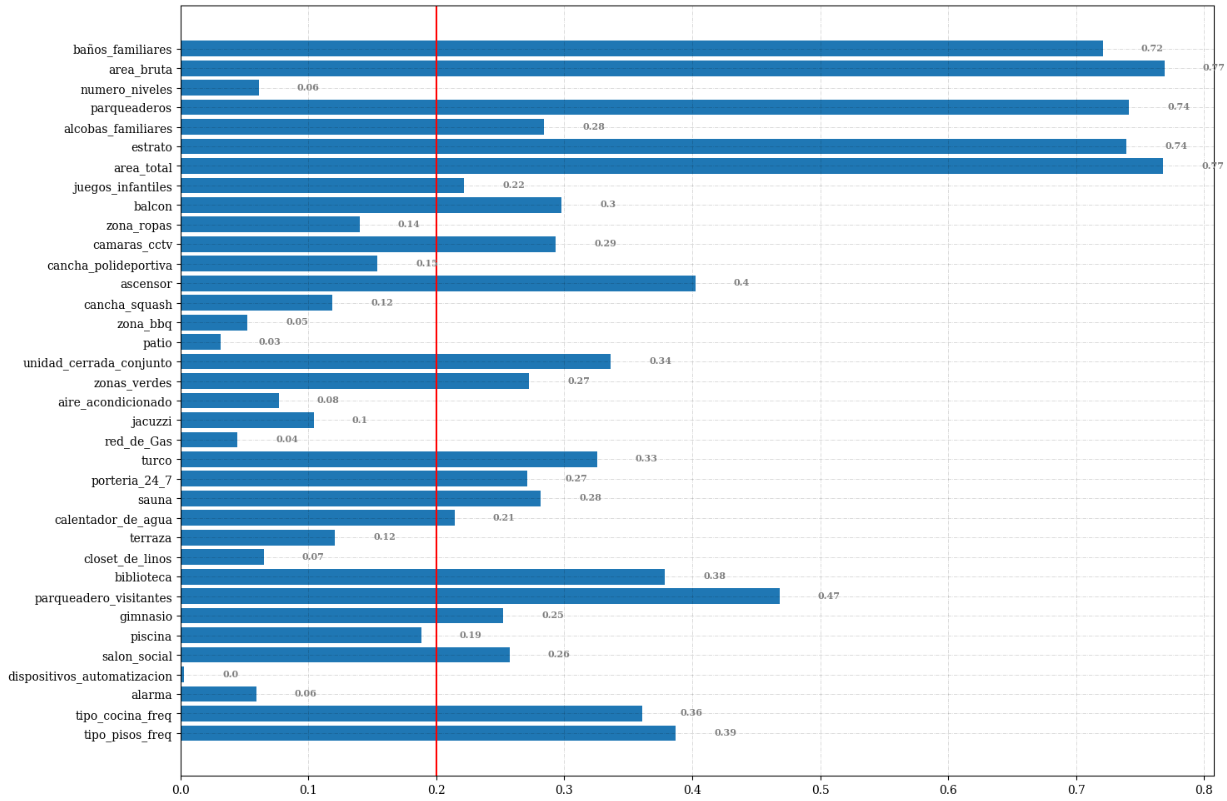 baños_familiares 0.72
area_bruta 0.77
numero_niveles 0.06
parqueaderos 0.74
alcobas_familiares 0.28
estrato 0.74
area_total 0.77
juegos_infantiles 0.22
balcon 0.3
zona_ropas 0.14
camaras_cctv 0.29
cancha_polideportiva 0.15
ascensor 0.4
cancha_squash 0.12
zona_bbq 0.05
patio 0.03
unidad_cerrada_conjunto 0.34
zonas_verdes 0.27
aire_acondicionado 0.08
jacuzzi 0.1
red_de_Gas 0.04
turco 0.33
porteria_24_7 0.27
sauna 0.28
calentador_de_agua 0.21
terraza 0.12
closet_de_linos 0.07
biblioteca 0.38
parqueadero_visitantes 0.47
gimnasio 0.25
piscina 0.19
salon_social 0.26
dispositivos_automatizacion 0.0
alarma 0.06
tipo_cocina_freq 0.36
tipo_pisos_freq 0.39
0.0 0.1 0.2 0.3 0.4 0.5 0.6 0.7 0.8